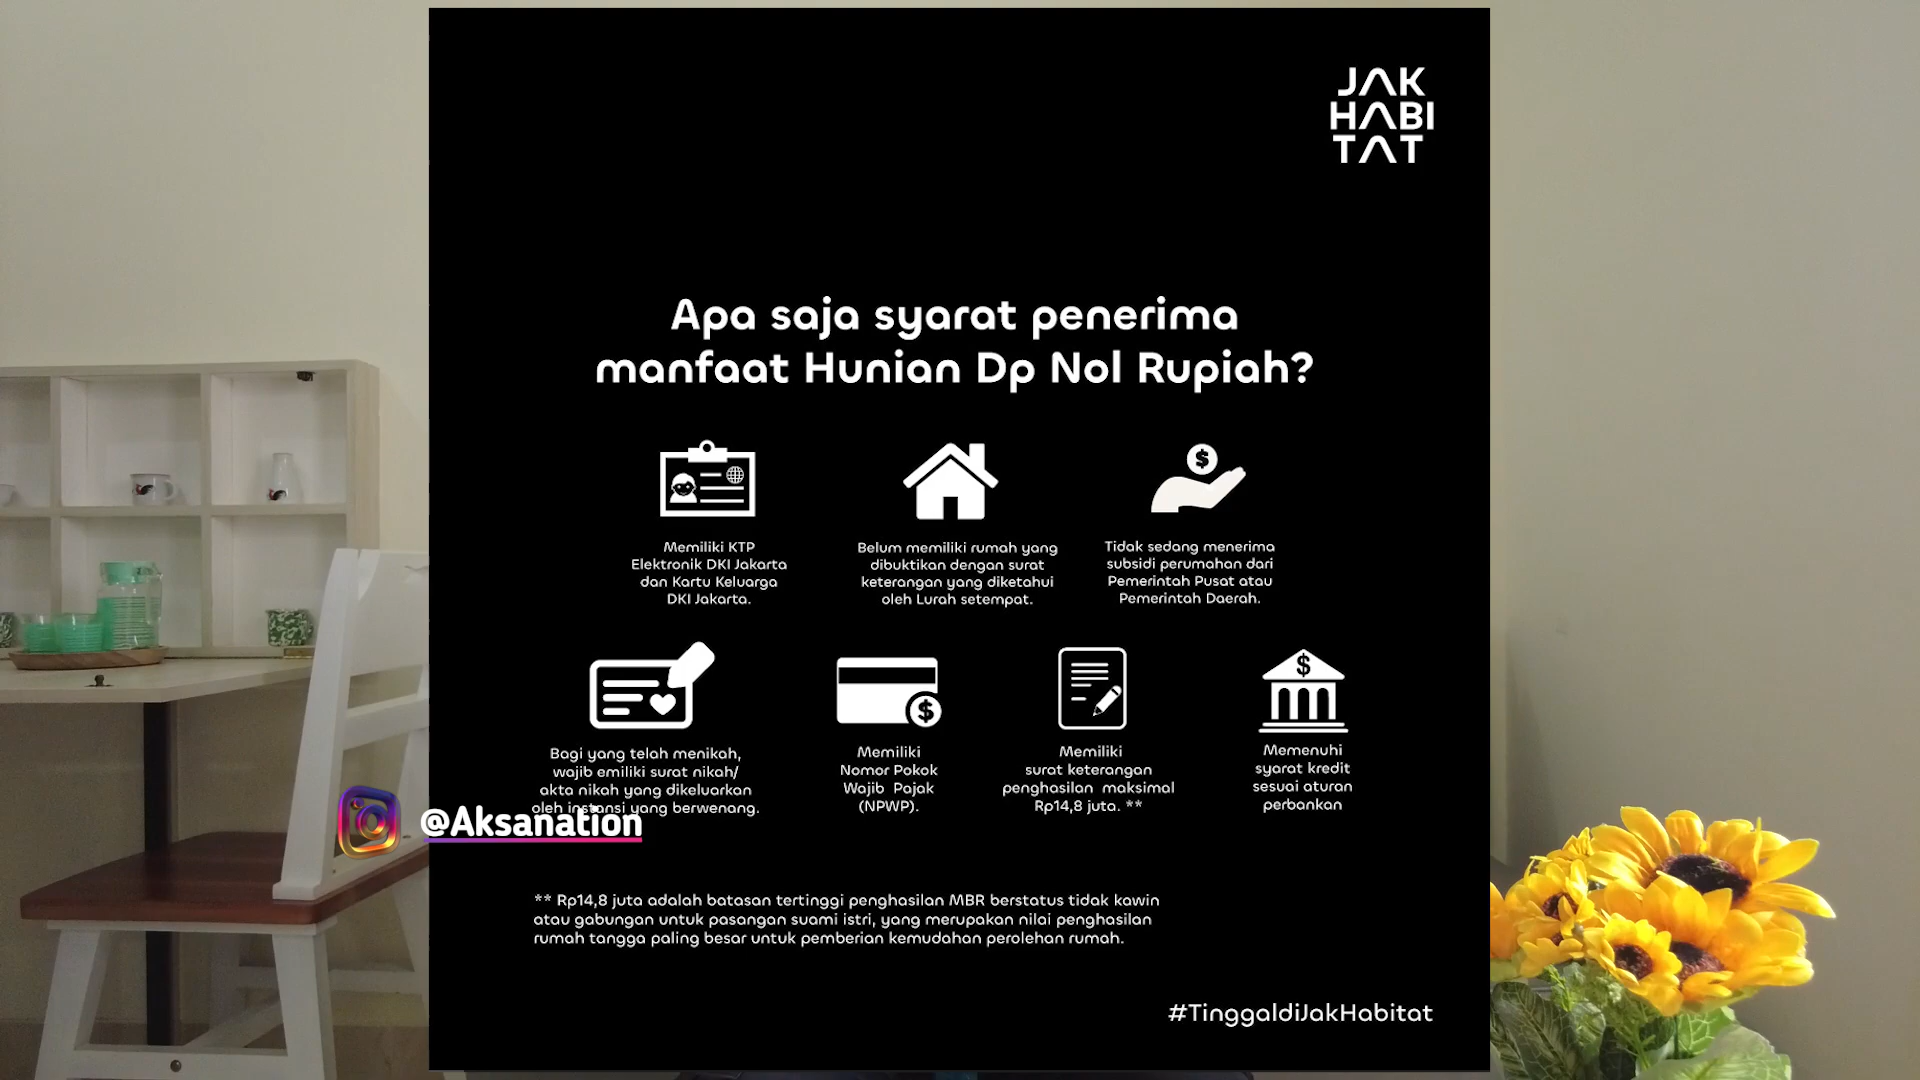 JAK
HABI
TAT
Apa saja syarat penerima
manfaat Hunian Dp Nol Rupiah?
Memiliki KTP
Elektronik DKI Jakarta
dan Kartu Keluarga
DKI Jakarta.
Belum memiliki rumah yang
dibuktikan dengan surat
keterangan yang diketahui
oleh Lurah setempat.
Tidak sedang menerima
subsidi perumahan dari
Pemerintah Pusat atau
Pemerintah Daerah.
Bagi yang telah menikah,
wajib emiliki surat nikah/
akta nikah yang dikeluarkan
oleh instansi yang berwenang.
Memiliki
Nomor Pokok
Wajib Pajak
(NPWP).
Memiliki
surat keterangan
penghasilan maksimal
Rp14,8 juta. **
Memenuhi
syarat kredit
sesuai aturan
perbankan
@Aksanation
** Rp14,8 juta adalah batasan tertinggi penghasilan MBR berstatus tidak kawin
atau gabungan untuk pasangan suami istri, yang merupakan nilai penghasilan
rumah tangga paling besar untuk pemberian kemudahan perolehan rumah.
#TinggaldiJakHabitat